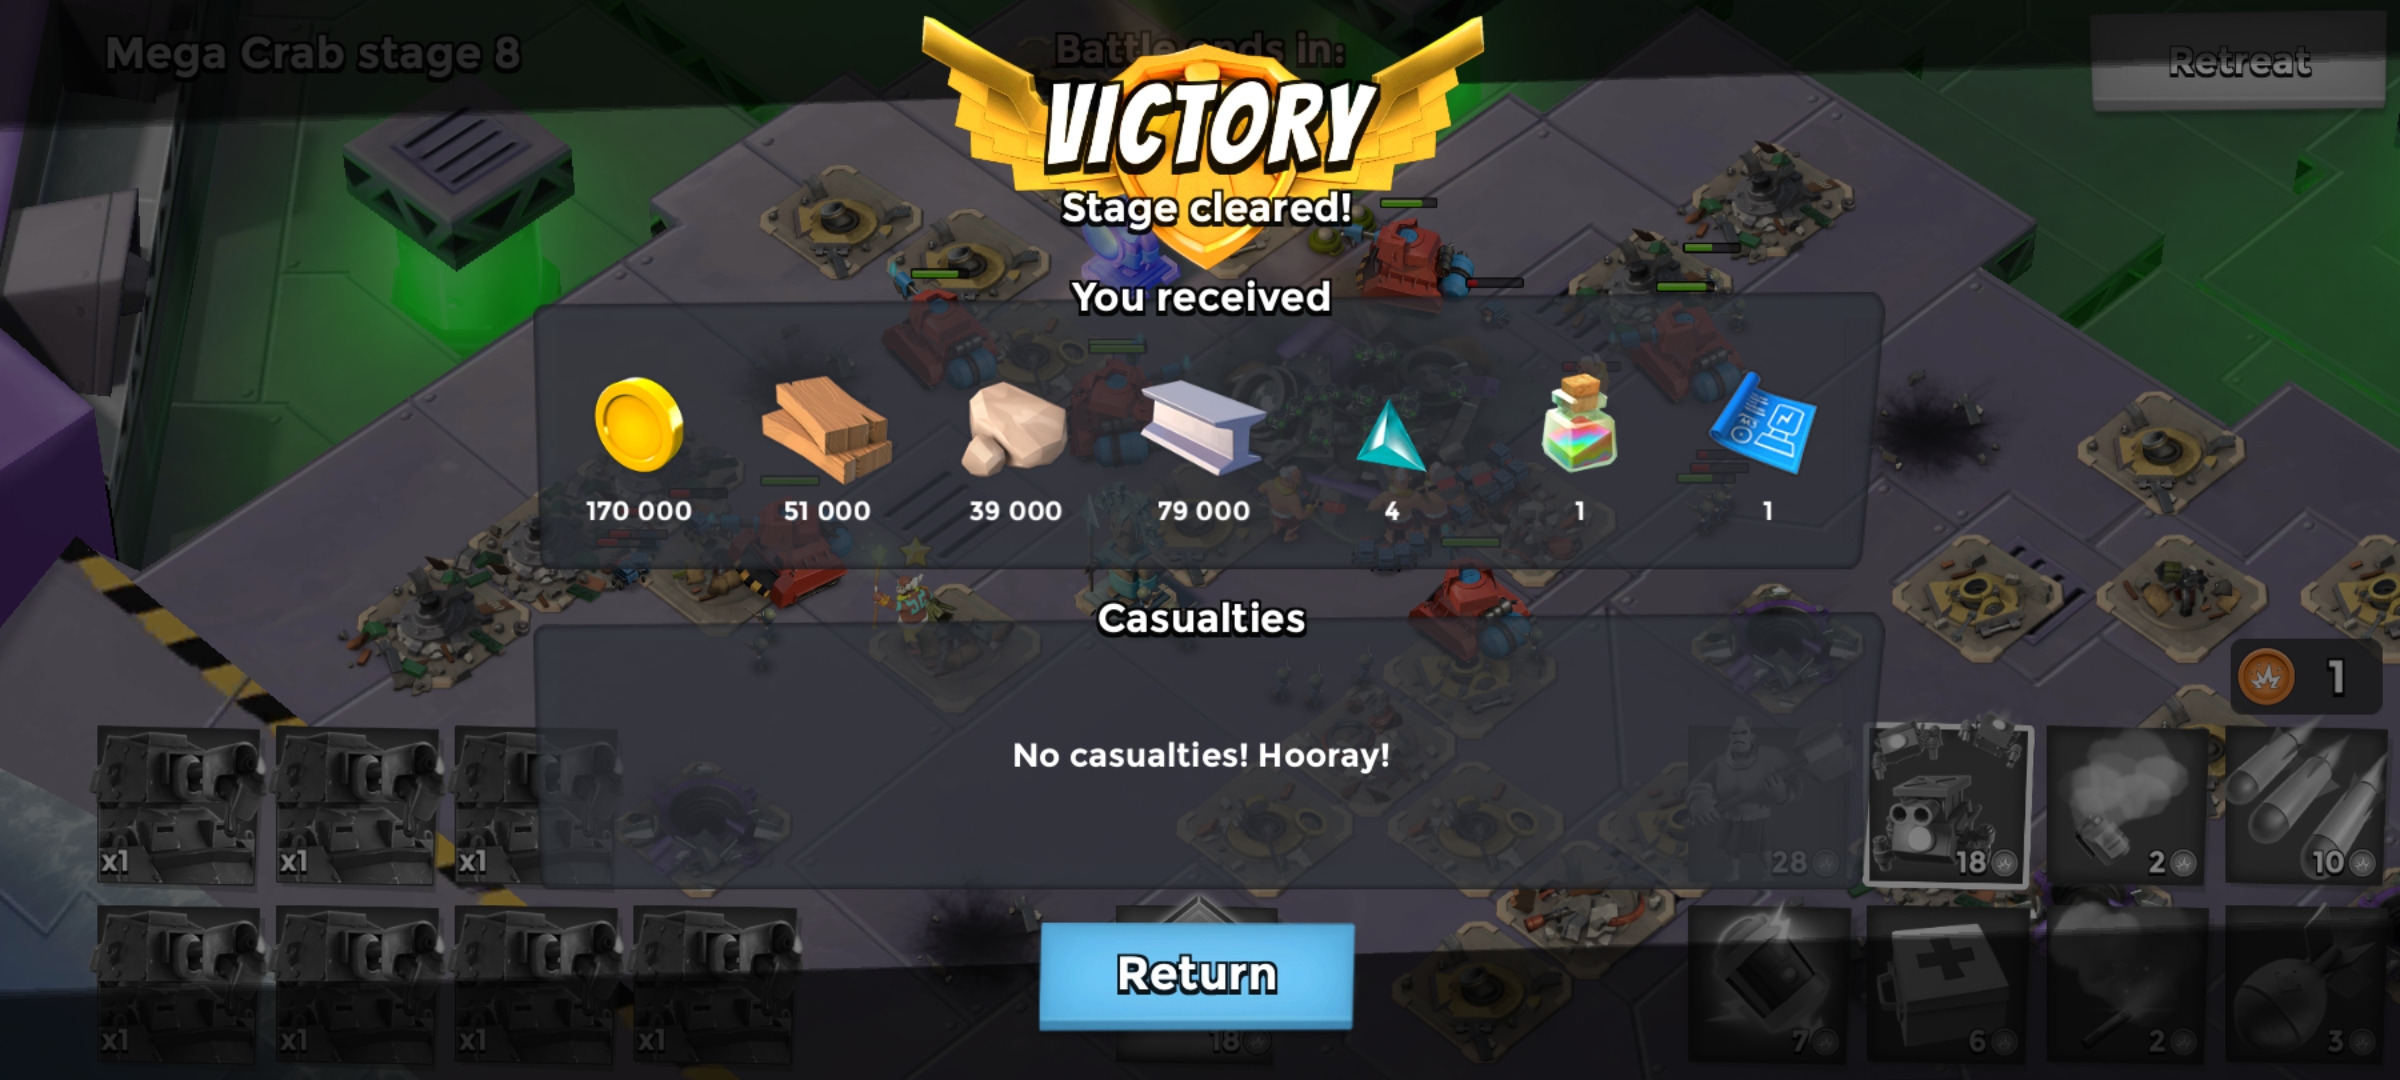 Mega Crab stage 8
Battle ends in:
Retreat
VICTORY
Stage cleared!
You received
170 000
51 000
39 000
79 000
4
1
1
Casualties
No casualties! Hooray!
1
x1
x1
x1
28
18
2
10
Return
x1
x1
x1
x1
18
7
6
2
3